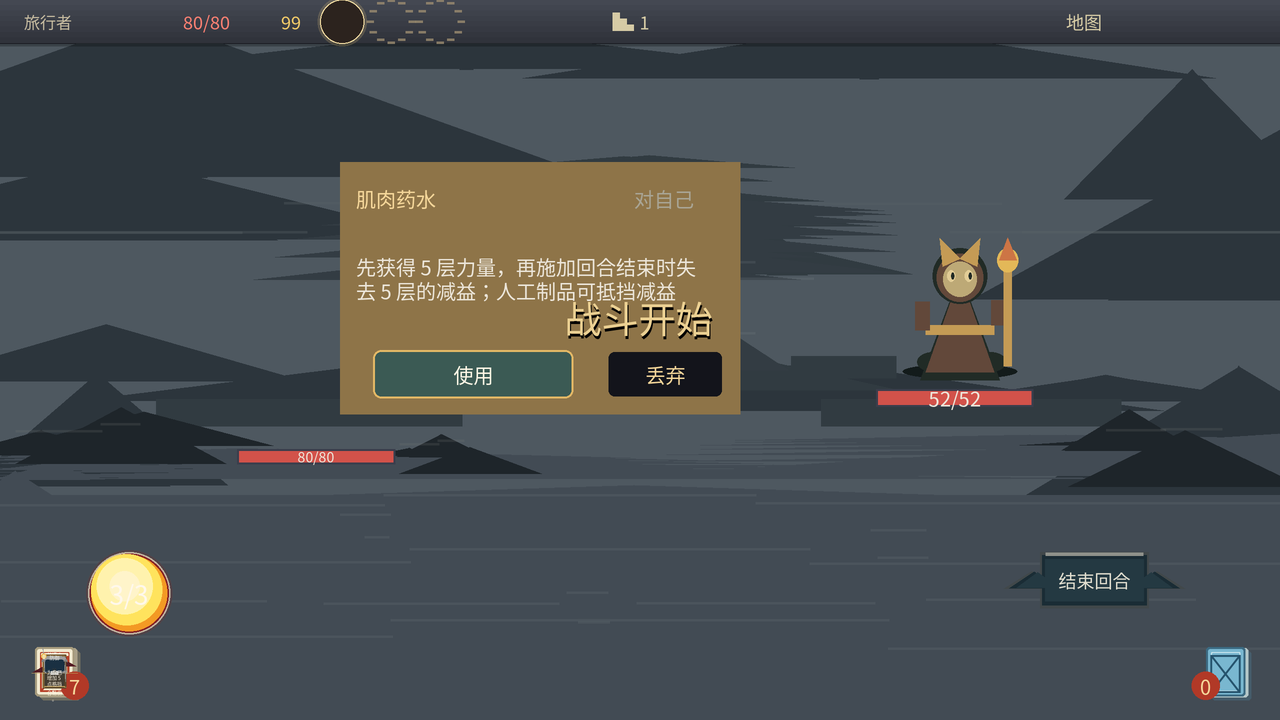 旅行者
80/80
99
1
地图
肌肉药水
对自己
先获得 5 层力量，再施加回合结束时失
去 5 层的减益；人工制品可抵挡减益
战斗开始
使用
丢弃
52/52
80/80
3/3
结束回合
7
0